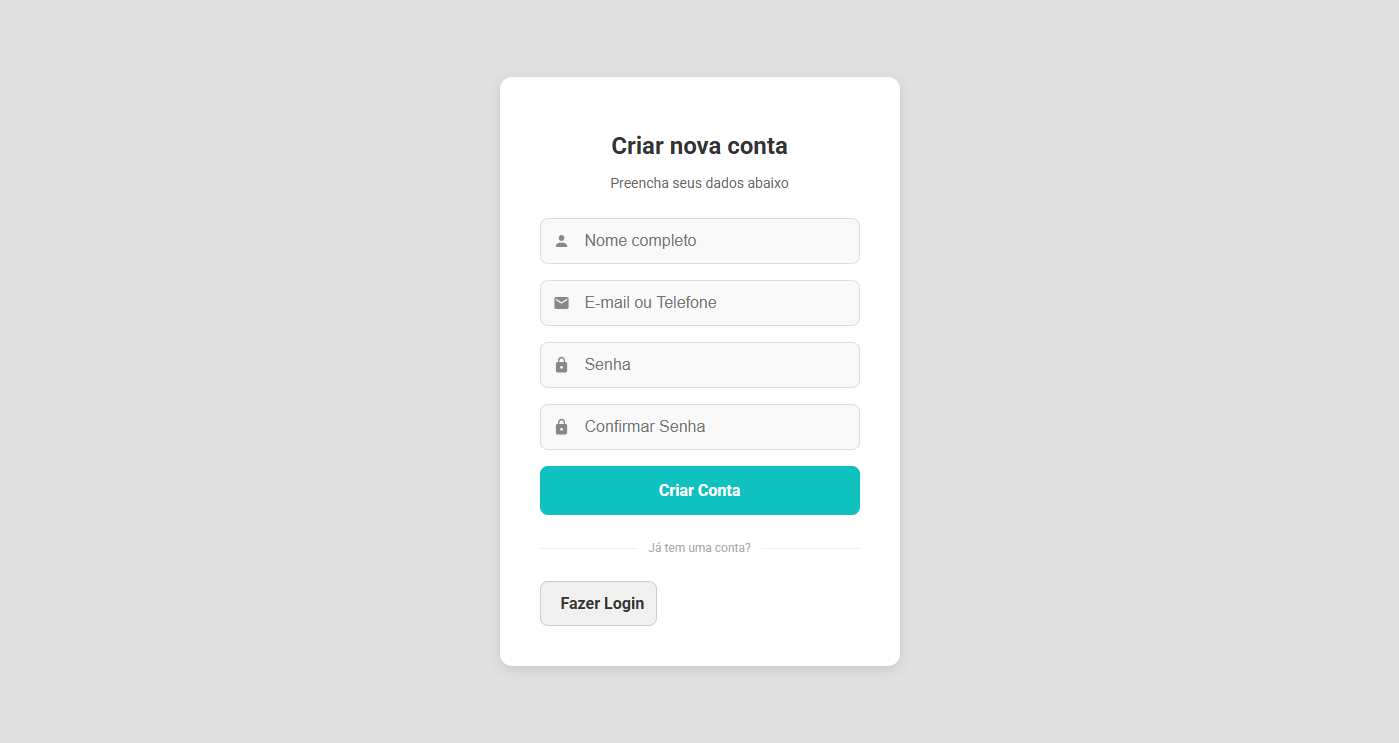 Criar nova conta
Preencha seus dados abaixo
Nome completo
E-mail ou Telefone
Senha
Confirmar Senha
Criar Conta
Já tem uma conta?
Fazer Login